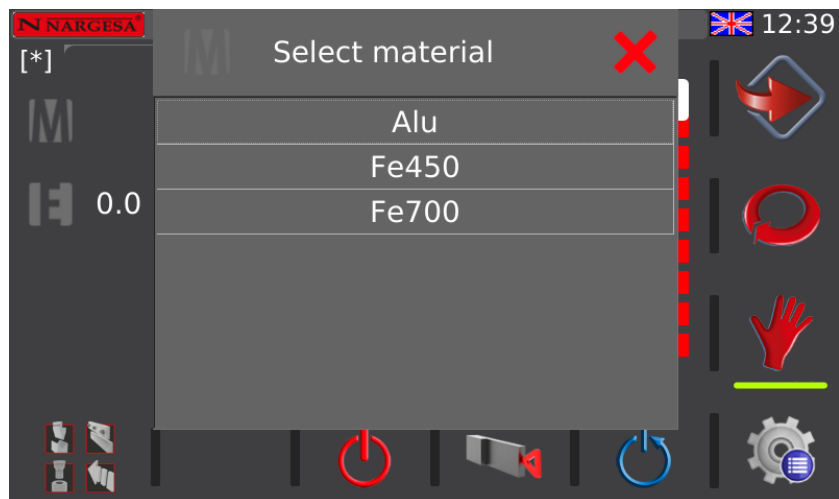 N NARGESA®
Select material
12:39
[*]
M
Alu
Fe450
Fe700
E 0.0